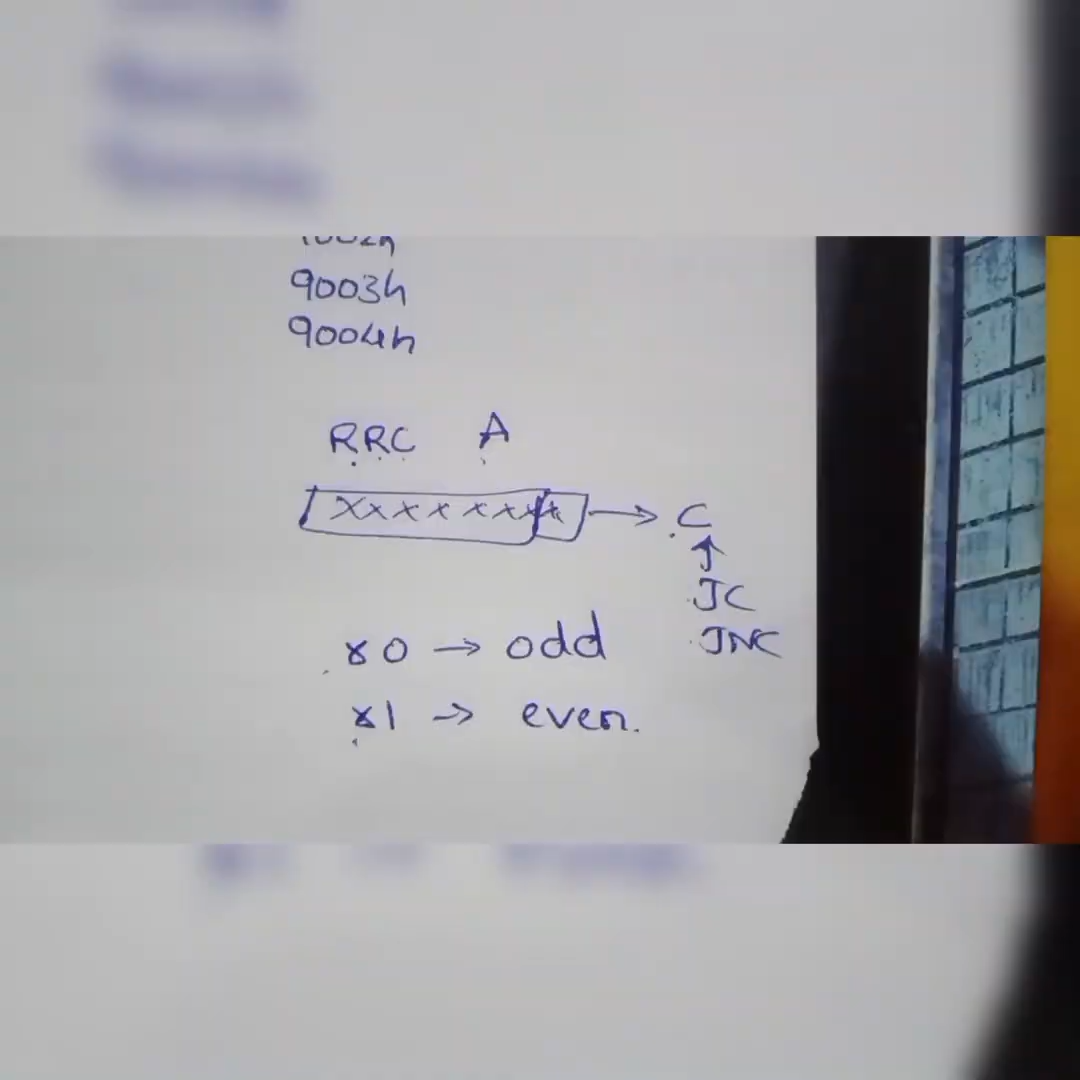 9003h
9004h
RRC A
xxxxxxxx → C
JC
x0 → odd JNC
x1 → even.